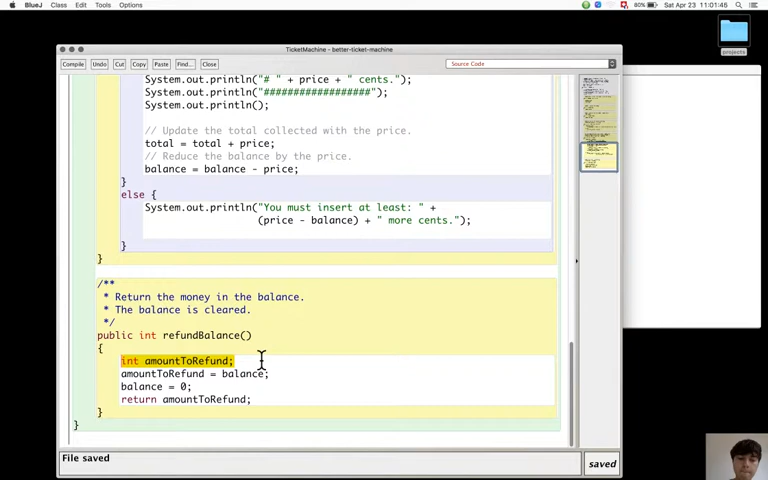 BlueJ Class Edit Tools Options
80% Sat Apr 23 11:01:46
TicketMachine - better-ticket-machine
Compile Undo Cut Copy Paste Find... Close Source Code
projects
System.out.println("# " + price + " cents.");
System.out.println("##################");
System.out.println();
// Update the total collected with the price.
total = total + price;
// Reduce the balance by the price.
balance = balance - price;
}
else {
System.out.println("You must insert at least: " +
(price - balance) + " more cents.");
}
}
/**
* Return the money in the balance.
* The balance is cleared.
*/
public int refundBalance()
{
int amountToRefund;
amountToRefund = balance;
balance = 0;
return amountToRefund;
}
}
File saved
saved